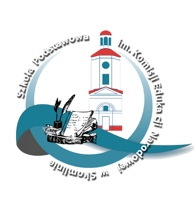 Szkoła Podstawowa
im. Komisji Edukacji Narodowej
w Skomlinie